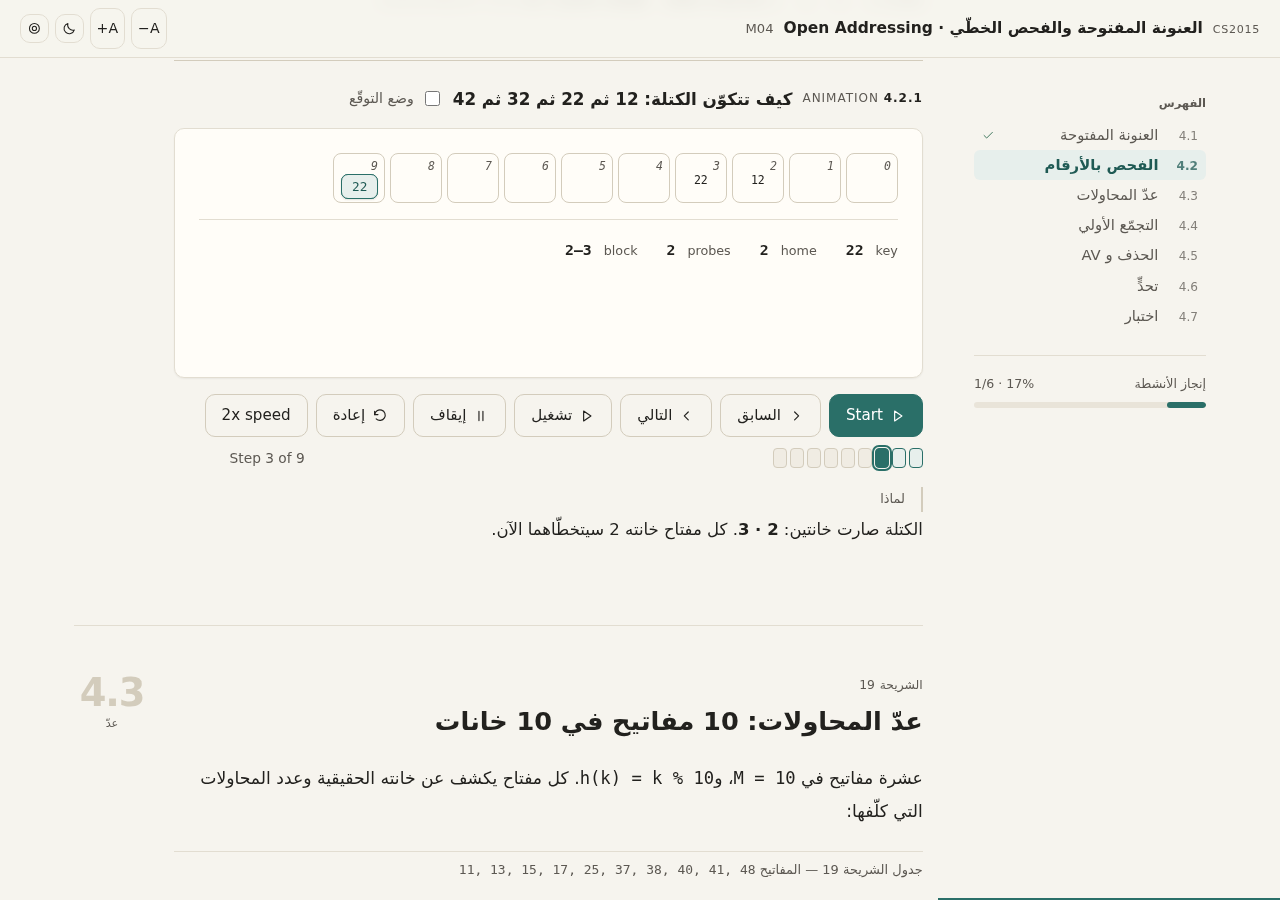 CS2015 العنونة المفتوحة والفحص الخطّي · Open Addressing M04
−A +A
الفهرس
4.1 العنونة المفتوحة
4.2 الفحص بالأرقام
4.3 عدّ المحاولات
4.4 التجمّع الأولي
4.5 الحذف و AV
4.6 تحدٍّ
4.7 اختبار
إنجاز الأنشطة 1/6 · 17%
ANIMATION 4.2.1 كيف تتكوّن الكتلة: 12 ثم 22 ثم 32 ثم 42 وضع التوقّع
0 1 2 3 4 5 6 7 8 9
12 22 22
key 22 home 2 probes 2 block 2–3
Start السابق التالي تشغيل إيقاف إعادة 2x speed
Step 3 of 9
لماذا
الكتلة صارت خانتين: 2 · 3. كل مفتاح خانته 2 سيتخطّاهما الآن.
4.3
عدّ
الشريحة 19
عدّ المحاولات: 10 مفاتيح في 10 خانات
عشرة مفاتيح في M = 10، وh(k) = k % 10. كل مفتاح يكشف عن خانته الحقيقية وعدد المحاولات
التي كلّفها:
جدول الشريحة 19 — المفاتيح 11, 13, 15, 17, 25, 37, 38, 40, 41, 48